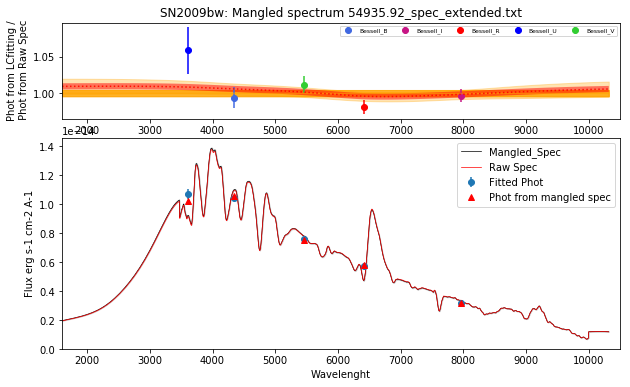 SN2009bw: Mangled spectrum 54935.92_spec_extended.txt
Phot from LCfitting /
Phot from Raw Spec
1.05
1.00
Bessell_B
Bessell_I
Bessell_R
Bessell_U
Bessell_V
2000 3000 4000 5000 6000 7000 8000 9000 10000
1e-14
Flux erg s-1 cm-2 A-1
1.4
1.2
1.0
0.8
0.6
0.4
0.2
0.0
Mangled_Spec
Raw Spec
Fitted Phot
Phot from mangled spec
2000 3000 4000 5000 6000 7000 8000 9000 10000
Wavelenght